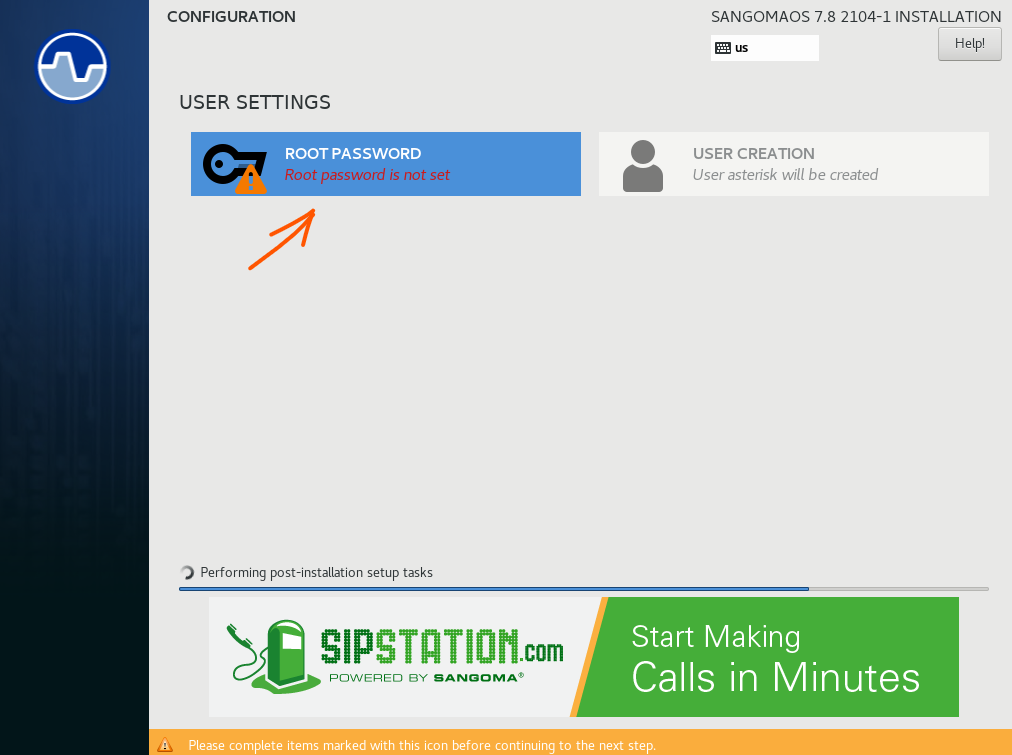 CONFIGURATION
SANGOMAOS 7.8 2104-1 INSTALLATION
us
Help!
USER SETTINGS
ROOT PASSWORD
Root password is not set
USER CREATION
User asterisk will be created
Performing post-installation setup tasks
SIPSTATION.com
POWERED BY SANGOMA®
Start Making
Calls in Minutes
Please complete items marked with this icon before continuing to the next step.